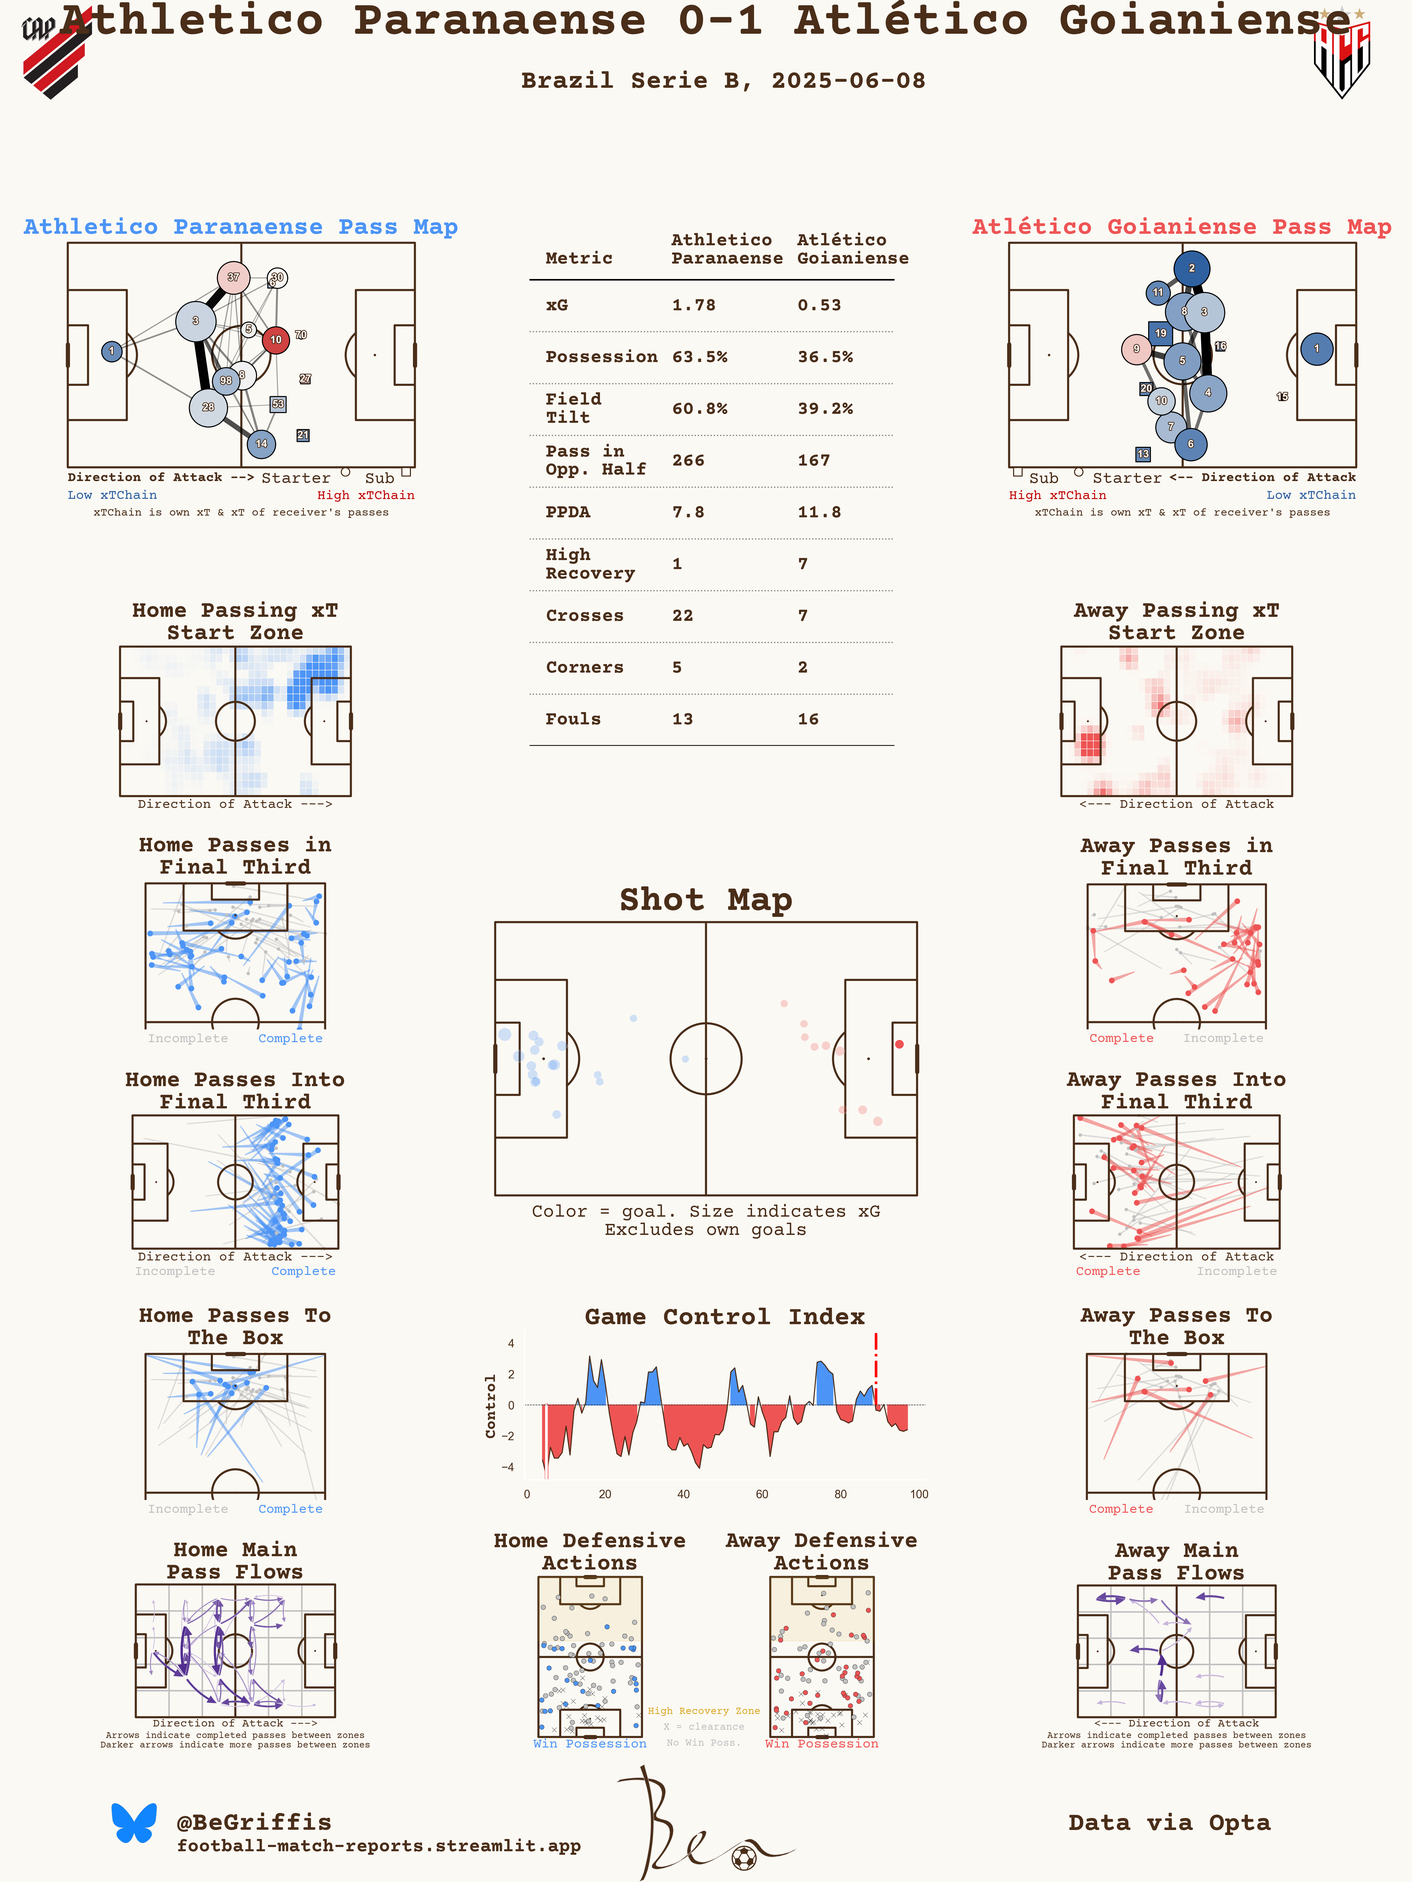 Athletico Paranaense 0-1 Atlético Goianiense
CAP
Brazil Serie B, 2025-06-08
Athletico Paranaense Pass Map
37
30
6
3
5
10
70
1
8
98
27
28
53
14
21
Direction of Attack --> Starter Sub
Low xTChain High xTChain
xTChain is own xT & xT of receiver's passes
Metric Athletico Paranaense Atlético Goianiense
xG 1.78 0.53
Possession 63.5% 36.5%
Field Tilt 60.8% 39.2%
Pass in Opp. Half 266 167
PPDA 7.8 11.8
High Recovery 1 7
Crosses 22 7
Corners 5 2
Fouls 13 16
Atlético Goianiense Pass Map
2
11
8
3
19
16
9
5
1
20
10
4
15
7
6
13
Sub Starter <-- Direction of Attack
High xTChain Low xTChain
xTChain is own xT & xT of receiver's passes
Home Passing xT
Start Zone
Direction of Attack --->
Away Passing xT
Start Zone
<--- Direction of Attack
Home Passes in
Final Third
Incomplete Complete
Away Passes in
Final Third
Complete Incomplete
Shot Map
Color = goal. Size indicates xG
Excludes own goals
Home Passes Into
Final Third
Direction of Attack --->
Incomplete Complete
Away Passes Into
Final Third
<--- Direction of Attack
Complete Incomplete
Home Passes To
The Box
Incomplete Complete
Game Control Index
Control
4
2
0
−2
−4
0 20 40 60 80 100
Away Passes To
The Box
Complete Incomplete
Home Main
Pass Flows
Direction of Attack --->
Arrows indicate completed passes between zones
Darker arrows indicate more passes between zones
Home Defensive
Actions
Win Possession
Away Defensive
Actions
Win Possession
High Recovery Zone
X = clearance
No Win Poss.
Away Main
Pass Flows
<--- Direction of Attack
Arrows indicate completed passes between zones
Darker arrows indicate more passes between zones
@BeGriffis
football-match-reports.streamlit.app
Ben
Data via Opta